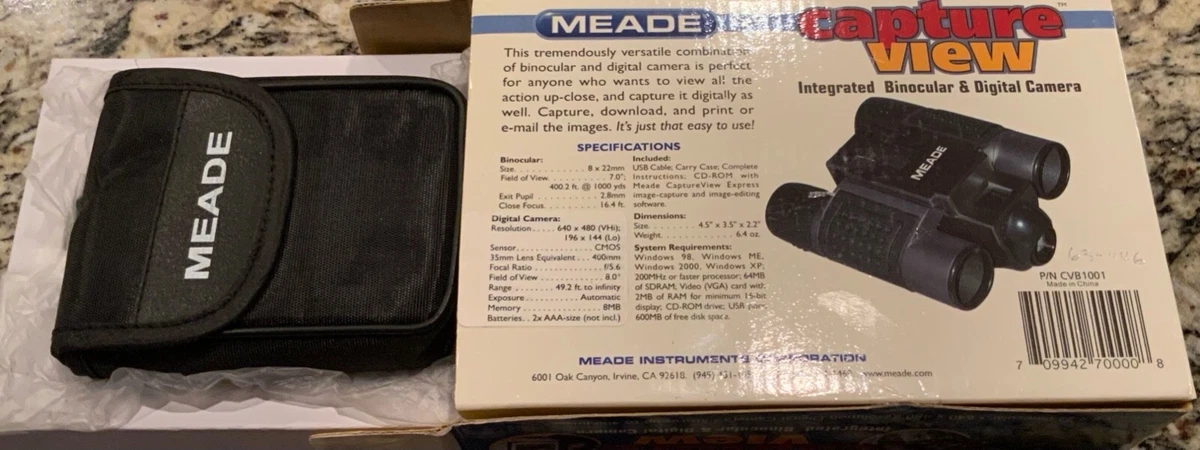 MEADE
MEADE
capture
view
TM
Integrated Binocular & Digital Camera
This tremendously versatile combination
of binocular and digital camera is perfect
for anyone who wants to view all the
action up-close, and capture it digitally as
well. Capture, download, and print or
e-mail the images. It's just that easy to use!
SPECIFICATIONS
Binocular:
Size. . . . . . . . . . . . . 8 x 22mm
Field of View. . . . . . . . . . 7.0°;
400.2 ft. @ 1000 yds
Exit Pupil . . . . . . . . . . . 2.8mm
Close Focus. . . . . . . . . . 16.4 ft.
Digital Camera:
Resolution. . . . . 640 x 480 (VHi);
196 x 144 (Lo)
Sensor. . . . . . . . . . . . . CMOS
35mm Lens Equivalent . . . 400mm
Focal Ratio . . . . . . . . . . . f/5.6
Field of View . . . . . . . . . . 8.0°
Range . . . . . . . 49.2 ft. to infinity
Exposure. . . . . . . . . Automatic
Memory . . . . . . . . . . . . 8MB
Batteries. . 2x AAA-size (not incl.)
Included:
USB Cable; Carry Case; Complete
Instructions; CD-ROM with
Meade CaptureView Express
image-capture and image-editing
software.
Dimensions:
Size. . . . . . . . 4.5" x 3.5" x 2.2"
Weight. . . . . . . . . . . . . 6.4 oz.
System Requirements:
Windows 98, Windows ME,
Windows 2000, Windows XP;
200MHz or faster processor; 64MB
of SDRAM, Video (VGA) card with
2MB of RAM for minimum 16-bit
display; CD-ROM drive; USB port;
600MB of free disk space.
MEADE
P/N CVB1001
Made in China
7 09942 70000 8
MEADE INSTRUMENTS CORPORATION
6001 Oak Canyon, Irvine, CA 92618 (945) www.meade.com
Integrated Binocular & Digital Camera
view